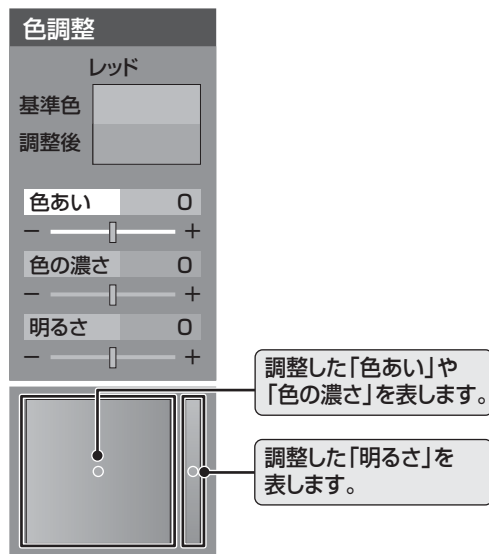 色調整
レッド
基準色
調整後
色あい 0
− +
色の濃さ 0
− +
明るさ 0
− +
調整した「色あい」や
「色の濃さ」を表します。
調整した「明るさ」を
表します。